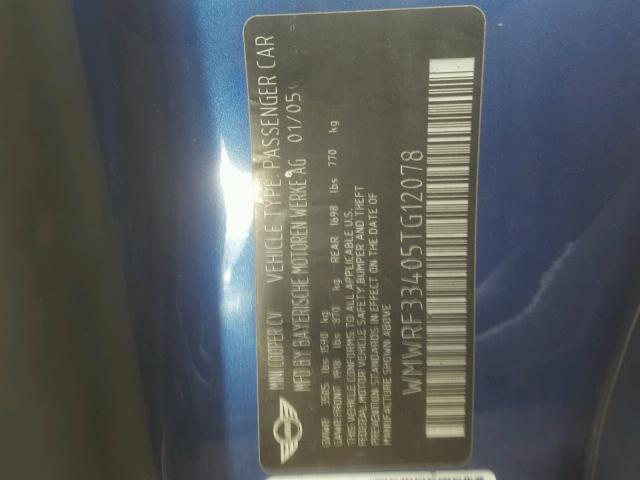 MINI COOPER CV VEHICLE TYPE: PASSENGER CAR
MFD BY BAYERISCHE MOTOREN WERKE AG 01/05
GVWR 3505 lbs 1590 kg
GAWR FRONT 1918 lbs 870 kg REAR 1698 lbs 770 kg
THIS VEHICLE CONFORMS TO ALL APPLICABLE U.S.
FEDERAL MOTOR VEHICLE SAFETY, BUMPER AND THEFT
PREVENTION STANDARDS IN EFFECT ON THE DATE OF
MANUFACTURE SHOWN ABOVE
WMWRF33405TG12078